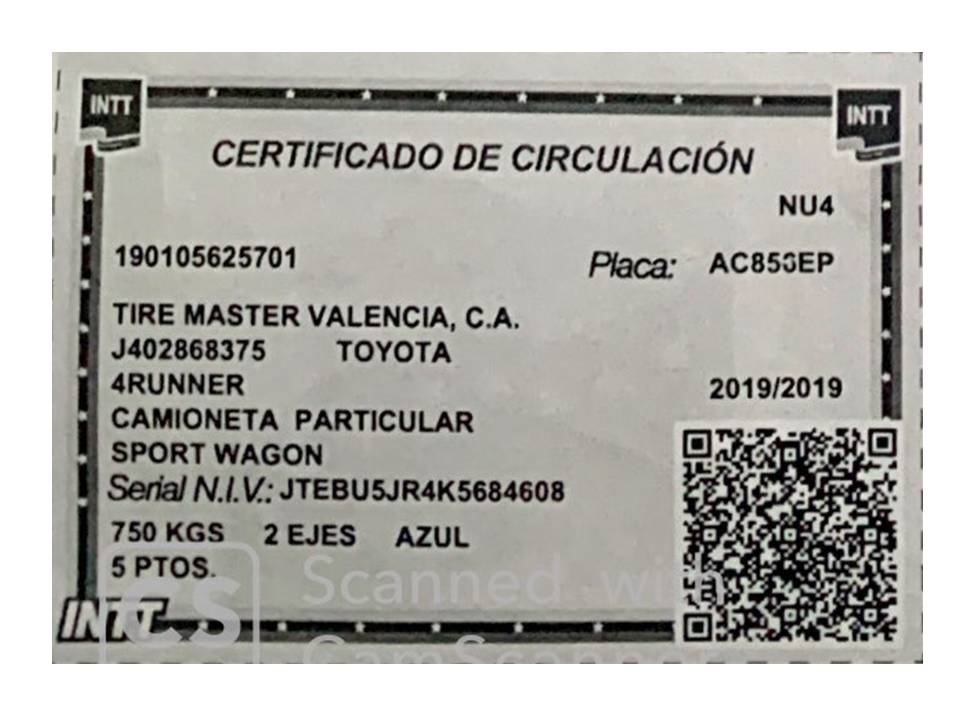 INTT
INTT
CERTIFICADO DE CIRCULACIÓN
NU4
190105625701
Placa:
TIRE MASTER VALENCIA, C.A.
J402868375 TOYOTA
4RUNNER 2019/2019
CAMIONETA PARTICULAR
SPORT WAGON
Serial N.I.V.: JTEBU5JR4K5684608
750 KGS 2 EJES AZUL
5 PTOS.
INTT
CS Scanned with
CamScanner